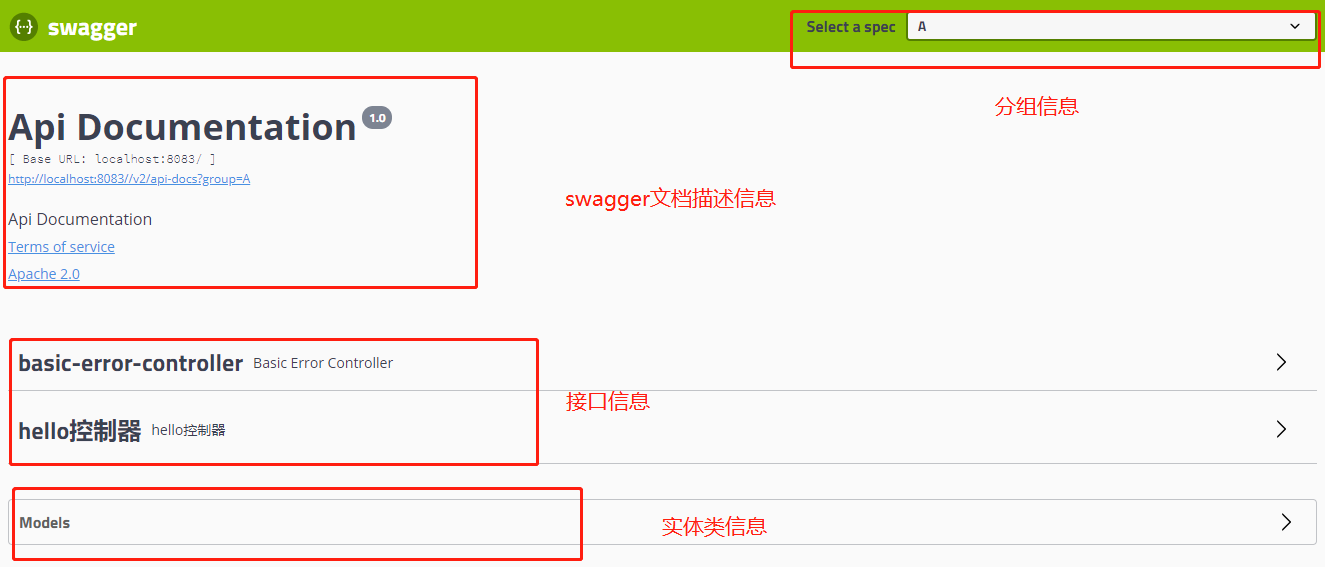 swagger
Select a spec
A
分组信息
Api Documentation 1.0
[ Base URL: localhost:8083/ ]
http://localhost:8083//v2/api-docs?group=A
swagger文档描述信息
Api Documentation
Terms of service
Apache 2.0
basic-error-controller Basic Error Controller
接口信息
hello控制器 hello控制器
Models
实体类信息